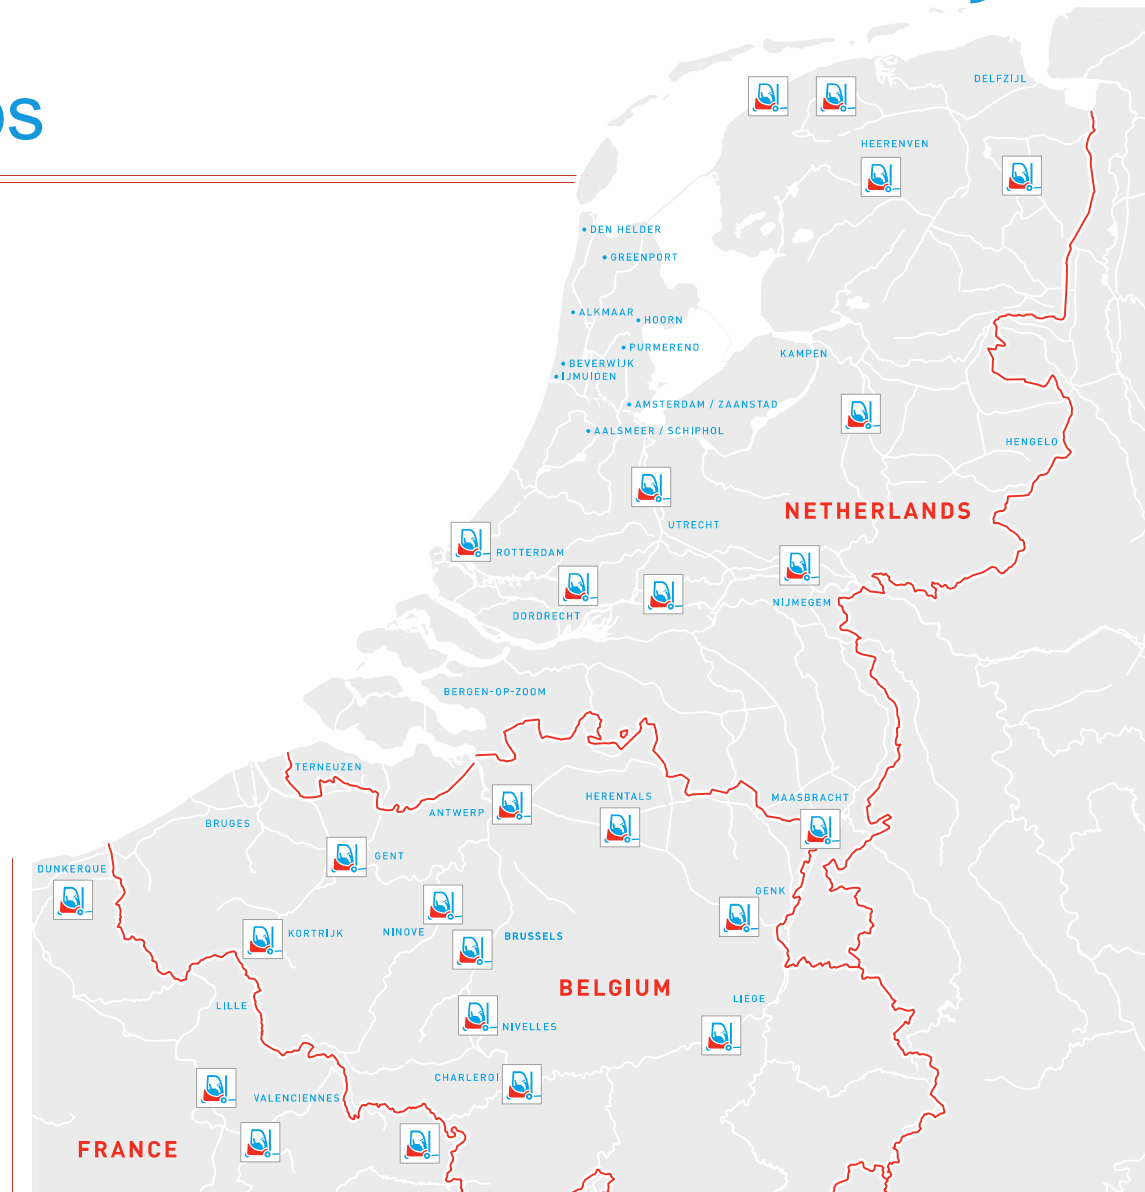 os
DELFZIJL
HEERENVEN
DEN HELDER
GREENPORT
ALKMAAR
HOORN
PURMEREND
KAMPEN
BEVERWIJK
IJMUIDEN
AMSTERDAM / ZAANSTAD
AALSMEER / SCHIPHOL
HENGELO
NETHERLANDS
UTRECHT
ROTTERDAM
NIJMEGEM
DORDRECHT
BERGEN-OP-ZOOM
TERNEUZEN
HERENTALS
MAASBRACHT
ANTWERP
BRUGES
GENT
DUNKERQUE
GENK
KORTRIJK
NINOVE
BRUSSELS
BELGIUM
LIEGE
LILLE
NIVELLES
CHARLEROI
VALENCIENNES
FRANCE